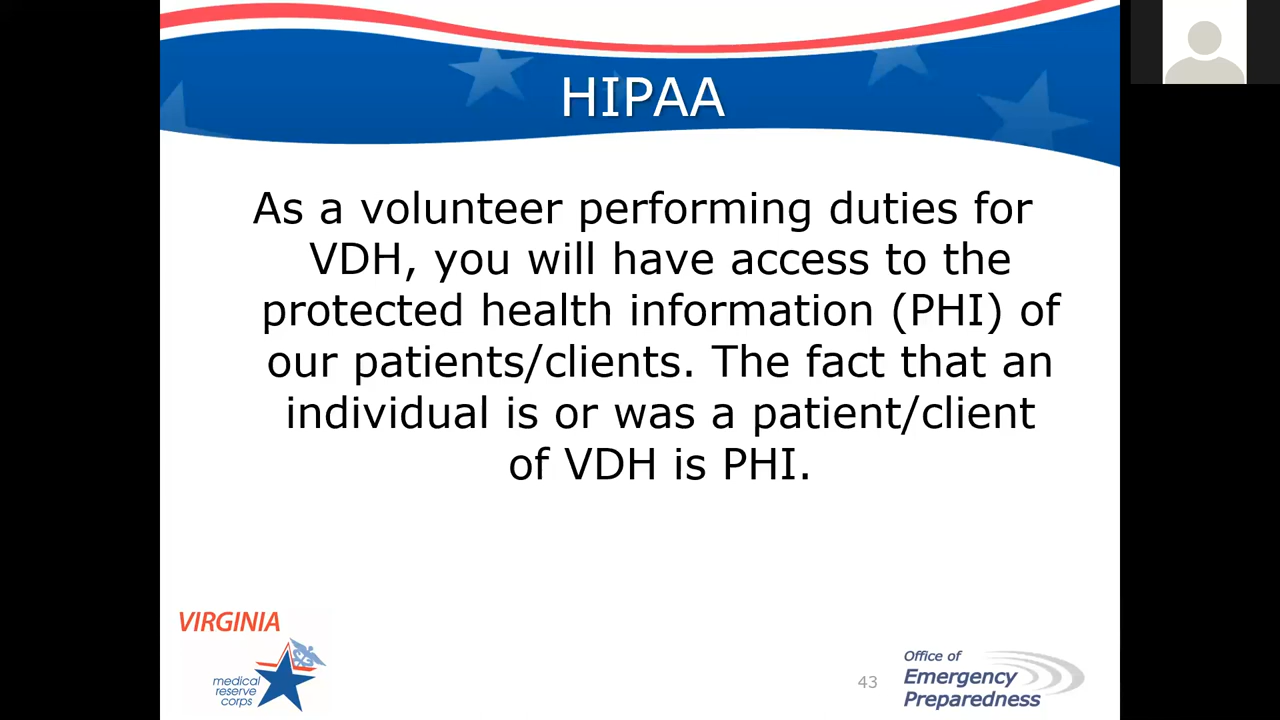 HIPAA
As a volunteer performing duties for
VDH, you will have access to the
protected health information (PHI) of
our patients/clients. The fact that an
individual is or was a patient/client
of VDH is PHI.
VIRGINIA
medical
reserve
corps
43
Office of
Emergency
Preparedness